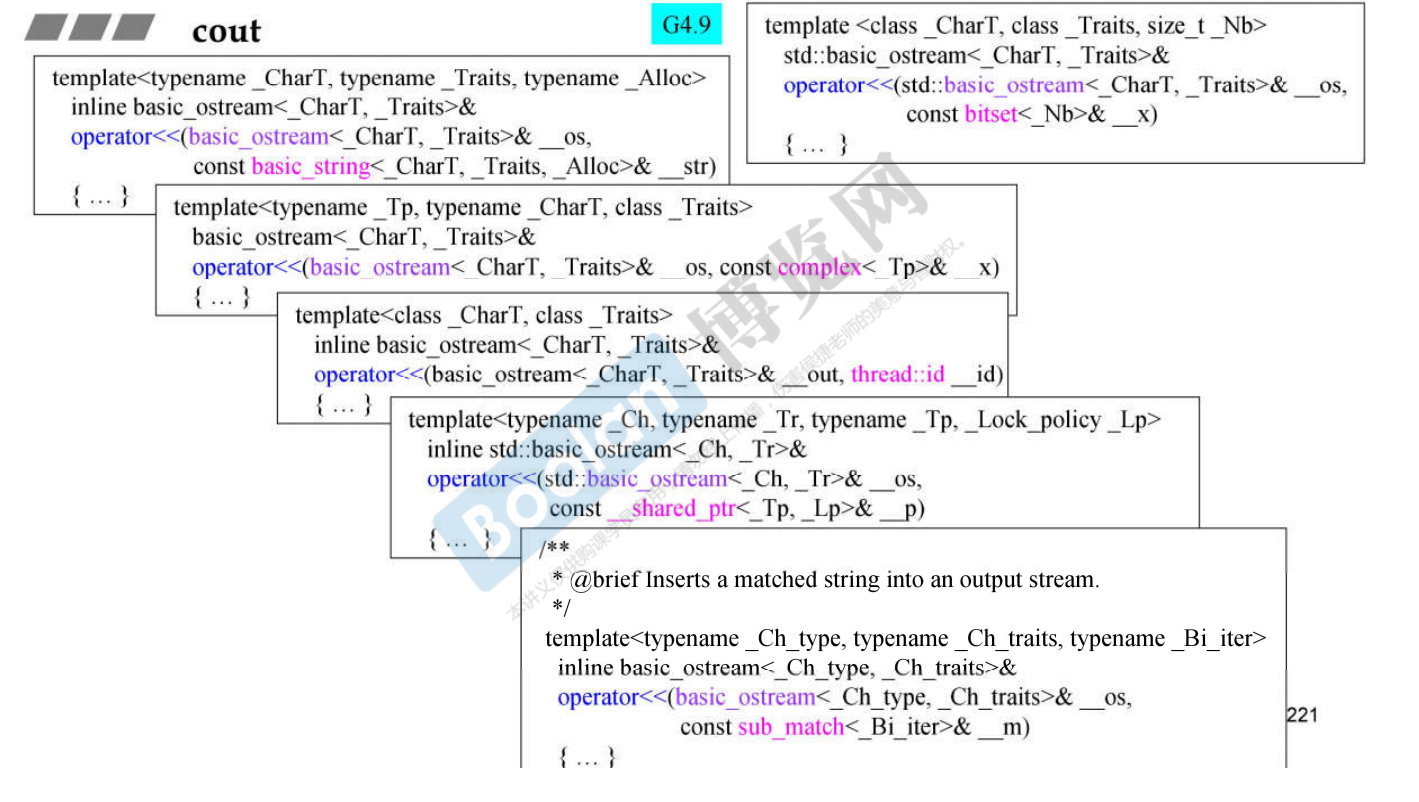 cout
G4.9
template<typename _CharT, typename _Traits, typename _Alloc>
inline basic_ostream<_CharT, _Traits>&
operator<<(basic_ostream<_CharT, _Traits>& __os,
const basic_string<_CharT, _Traits, _Alloc>& __str)
{ … }
template <class _CharT, class _Traits, size_t _Nb>
std::basic_ostream<_CharT, _Traits>&
operator<<(std::basic_ostream<_CharT, _Traits>& __os,
const bitset<_Nb>& __x)
{ … }
template<typename _Tp, typename _CharT, class _Traits>
basic_ostream<_CharT, _Traits>&
operator<<(basic_ostream<_CharT, _Traits>& __os, const complex<_Tp>& __x)
{ … }
template<class _CharT, class _Traits>
inline basic_ostream<_CharT, _Traits>&
operator<<(basic_ostream<_CharT, _Traits>& __out, thread::id __id)
{ … }
template<typename _Ch, typename _Tr, typename _Tp, _Lock_policy _Lp>
inline std::basic_ostream<_Ch, _Tr>&
operator<<(std::basic_ostream<_Ch, _Tr>& __os,
const __shared_ptr<_Tp, _Lp>& __p)
{ … }
/**
* @brief Inserts a matched string into an output stream.
*/
template<typename _Ch_type, typename _Ch_traits, typename _Bi_iter>
inline basic_ostream<_Ch_type, _Ch_traits>&
operator<<(basic_ostream<_Ch_type, _Ch_traits>& __os,
const sub_match<_Bi_iter>& __m)
{ … }
221
Boolan 博览网